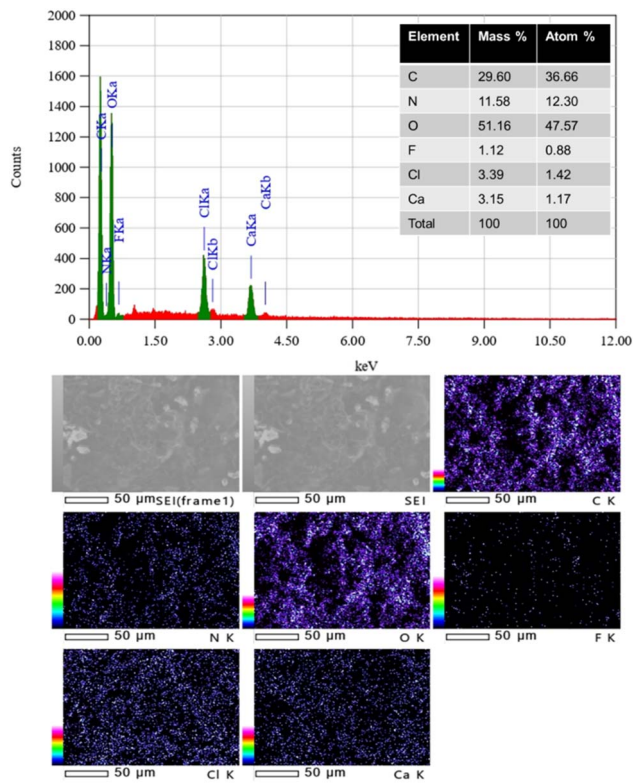 2000
1800
1600
1400
1200
1000
800
600
400
200
0
Counts
CKa
OKa
NKa
FKa
ClKa
ClKb
CaKa
CaKb
0.00 1.50 3.00 4.50 6.00 7.50 9.00 10.50 12.00
keV
Element Mass % Atom %
C 29.60 36.66
N 11.58 12.30
O 51.16 47.57
F 1.12 0.88
Cl 3.39 1.42
Ca 3.15 1.17
Total 100 100
50 µm SEI(frame1)
50 µm SEI
50 µm C K
50 µm N K
50 µm O K
50 µm F K
50 µm Cl K
50 µm Ca K